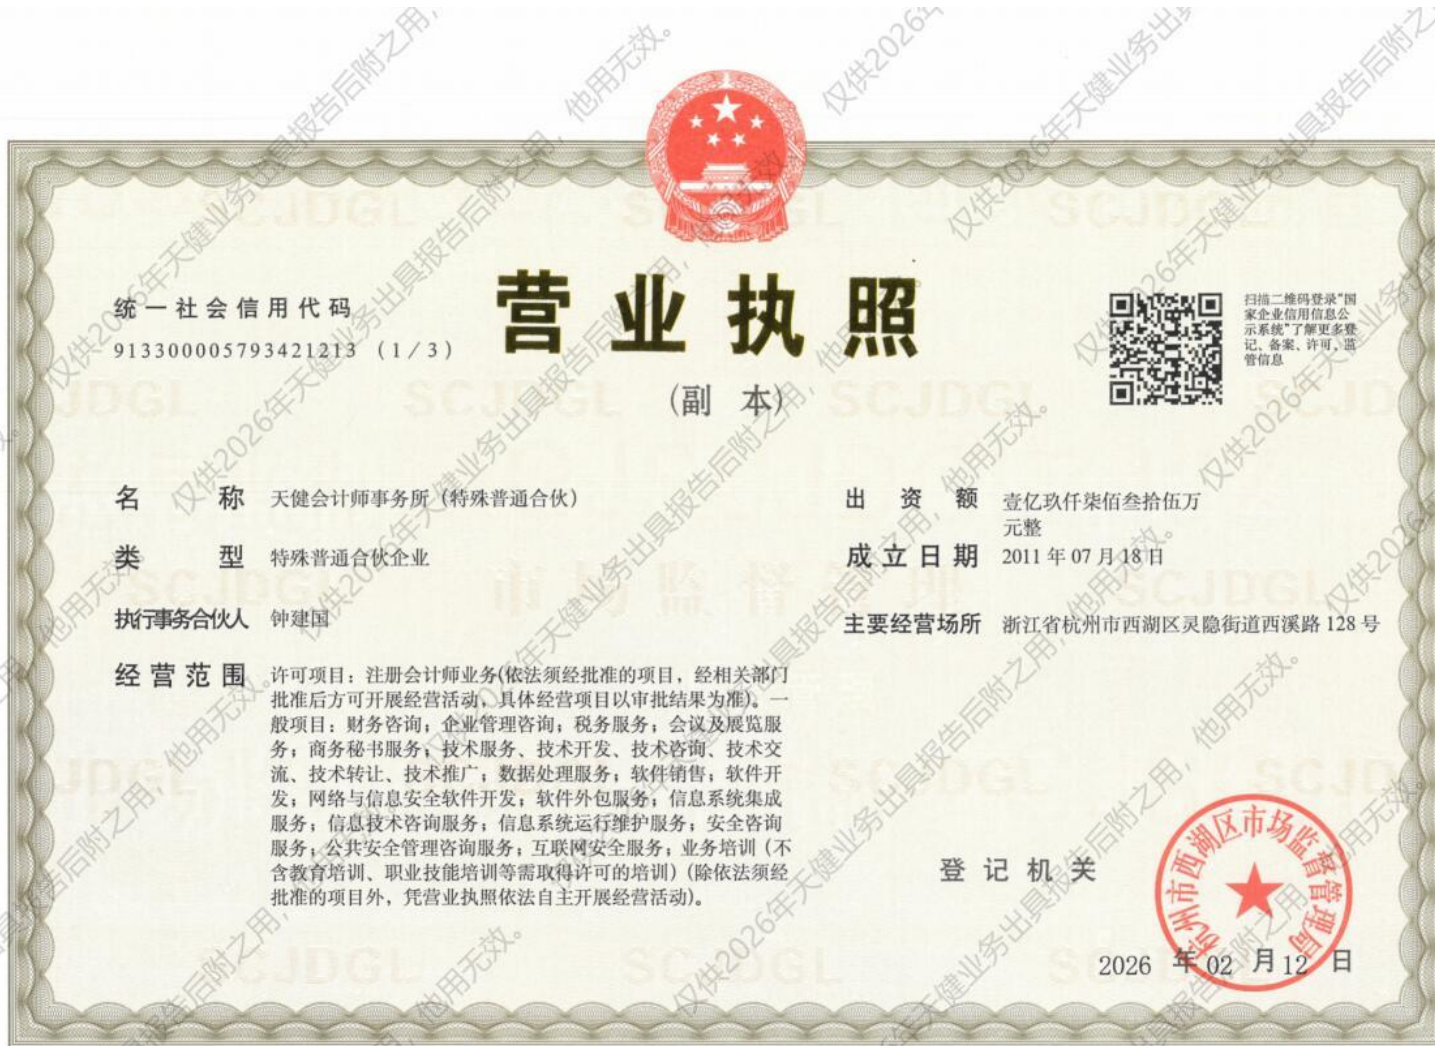 营业执照
(副 本)
统一社会信用代码
913300005793421213 (1/3)
扫描二维码登录"国
家企业信用信息公
示系统"了解更多登
记、备案、许可、监
管信息
名 称 天健会计师事务所（特殊普通合伙）
类 型 特殊普通合伙企业
执行事务合伙人 钟建国
经营范围 许可项目：注册会计师业务(依法须经批准的项目，经相关部门
批准后方可开展经营活动，具体经营项目以审批结果为准)。一
般项目：财务咨询；企业管理咨询；税务服务；会议及展览服
务；商务秘书服务；技术服务、技术开发、技术咨询、技术交
流、技术转让、技术推广；数据处理服务；软件销售；软件开
发；网络与信息安全软件开发；软件外包服务；信息系统集成
服务；信息技术咨询服务；信息系统运行维护服务；安全咨询
服务；公共安全管理咨询服务；互联网安全服务；业务培训（不
含教育培训、职业技能培训等需取得许可的培训）(除依法须经
批准的项目外，凭营业执照依法自主开展经营活动)。
出 资 额 壹亿玖仟柒佰叁拾伍万
元整
成立日期 2011年07月18日
主要经营场所 浙江省杭州市西湖区灵隐街道西溪路128号
登记机关
杭州市西湖区市场监督管理局
2026 年 02 月 12 日
仅供2026年天健业务出具报告后附之用，他用无效。
SCJDGL
市场监督管理